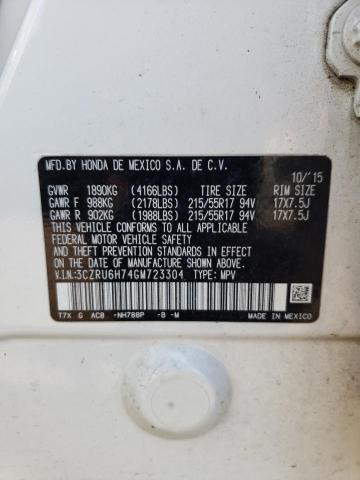 MFD.BY HONDA DE MEXICO S.A. DE C.V.
10/'15
GVWR 1890KG (4166LBS) TIRE SIZE RIM SIZE
GAWR F 988KG (2178LBS) 215/55R17 94V 17X7.5J
GAWR R 902KG (1988LBS) 215/55R17 94V 17X7.5J
THIS VEHICLE CONFORMS TO ALL APPLICABLE
FEDERAL MOTOR VEHICLE SAFETY, BUMPER,
AND THEFT PREVENTION STANDARDS IN EFFECT
ON THE DATE OF MANUFACTURE SHOWN ABOVE.
V.I.N:3CZRU6H74GM723304 TYPE: MPV
T7X G ACB -NH788P -B -M
MADE IN MEXICO